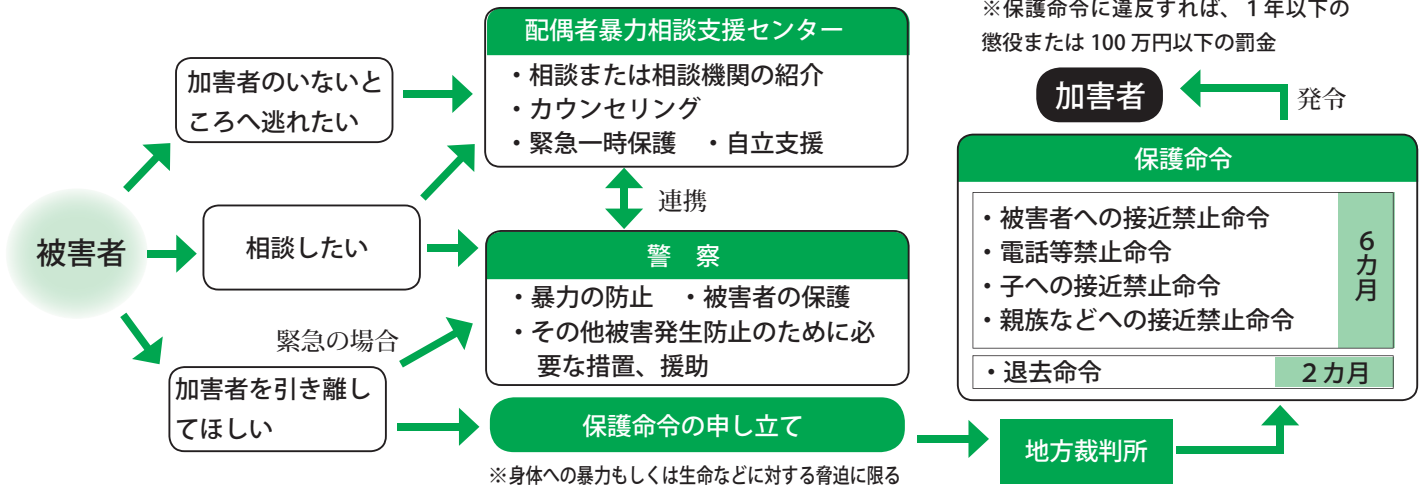 被害者
加害者のいないと
ころへ逃れたい
相談したい
緊急の場合
加害者を引き離し
てほしい
配偶者暴力相談支援センター
・相談または相談機関の紹介
・カウンセリング
・緊急一時保護　・自立支援
連携
警　察
・暴力の防止　・被害者の保護
・その他被害発生防止のために必
要な措置、援助
保護命令の申し立て
※身体への暴力もしくは生命などに対する脅迫に限る
地方裁判所
保護命令
・被害者への接近禁止命令
・電話等禁止命令
・子への接近禁止命令
・親族などへの接近禁止命令
6カ月
・退去命令
2カ月
発令
加害者
※保護命令に違反すれば、1年以下の
懲役または100万円以下の罰金